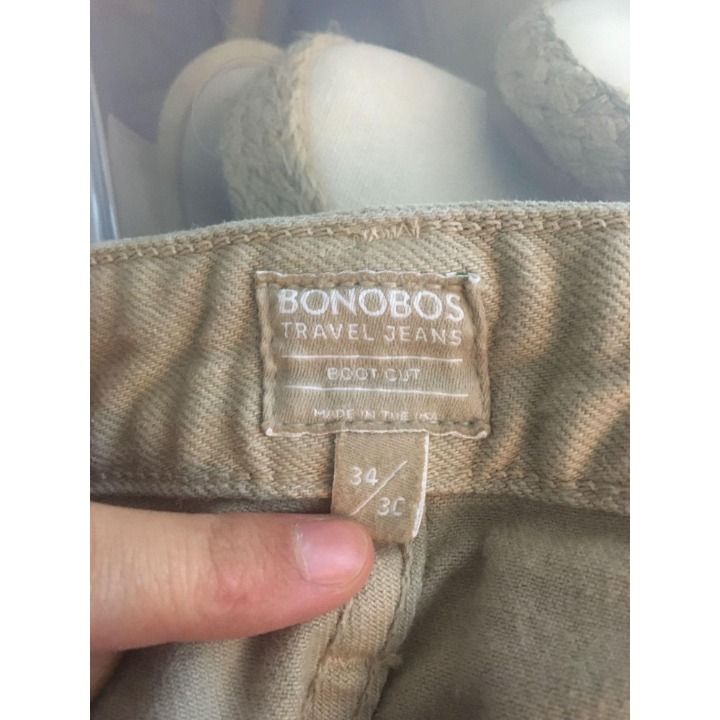 BONOBOS
TRAVEL JEANS
BOOT CUT
MADE IN THE USA
34/30